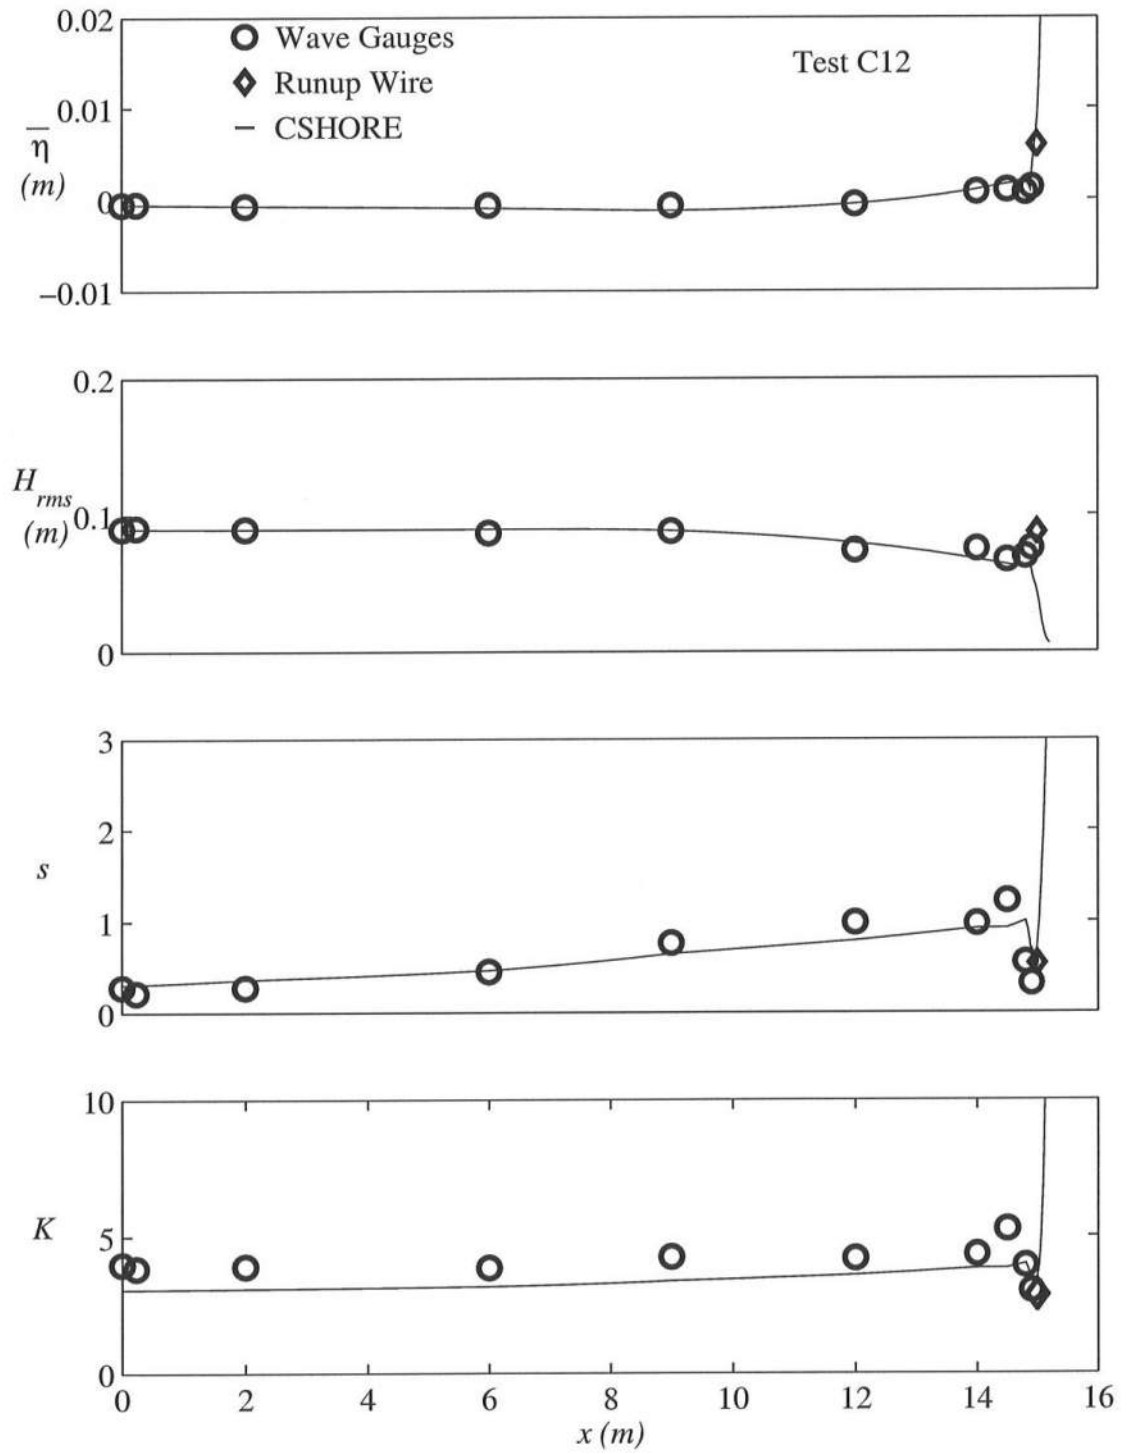 0.02
Wave Gauges
Test C12
Runup Wire
0.01
CSHORE
η
(m)
0
−0.01
0.2
H rms
(m)
0.1
0
3
2
s
1
0
10
K
5
0
0 2 4 6 8 10 12 14 16
x (m)